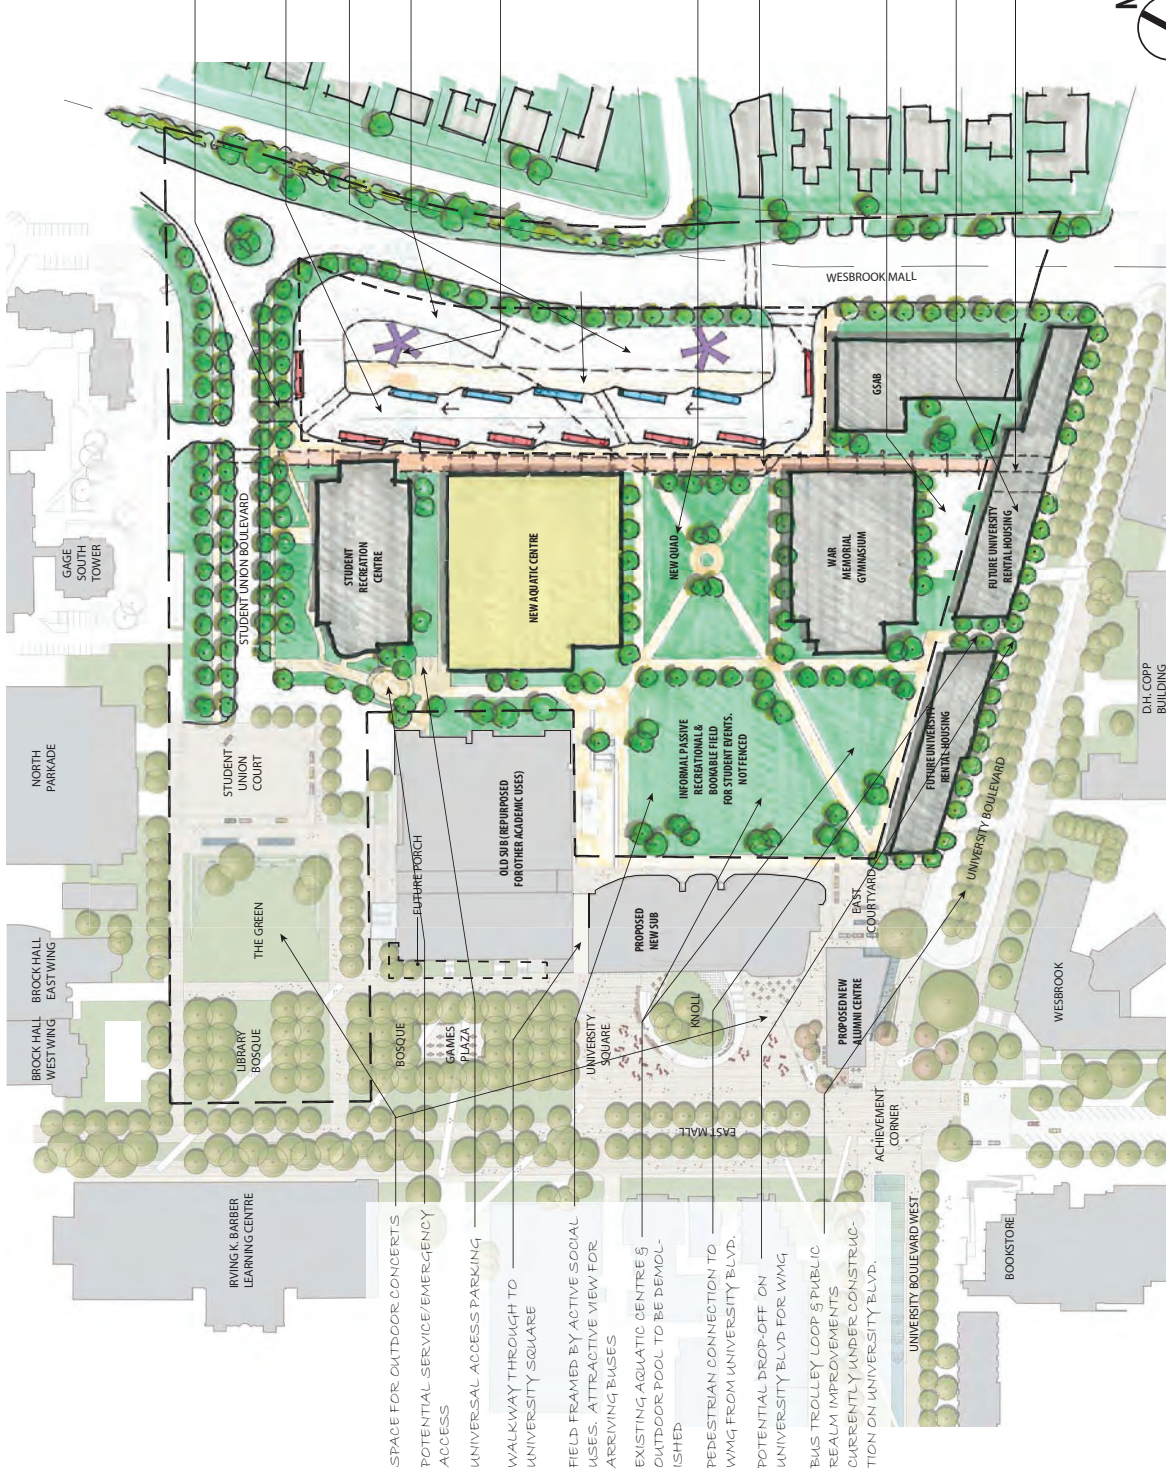 N
WESBROOK MALL
GSAB
STUDENT UNION BOULEVARD
GAGE
SOUTH
TOWER
STUDENT
RECREATION
CENTRE
NEW AQUATIC CENTRE
NEW QUAD
WAR
MEMORIAL
GYMNASIUM
FUTURE UNIVERSITY
RENTAL HOUSING
NORTH
PARKADE
STUDENT
UNION
COURT
INFORMAL PASSIVE
RECREATIONAL &
BOOKABLE FIELD
FOR STUDENT EVENTS.
NOT FENCED
FUTURE UNIVERSITY
RENTAL HOUSING
D.H. COPP
BUILDING
UNIVERSITY BOULEVARD
THE GREEN
FUTURE PORCH
OLD SUB (REPURPOSED
FOR OTHER ACADEMIC USES)
PROPOSED
NEW SUB
EAST
COURTYARD
BROCK HALL
EAST WING
BROCK HALL
WEST WING
LIBRARY
BOSQUE
BOSQUE
GAMES
PLAZA
UNIVERSITY
SQUARE
KNOLL
PROPOSED NEW
ALUMNI CENTRE
WESBROOK
EAST MALL
ACHIEVEMENT
CORNER
IRVING K. BARBER
LEARNING CENTRE
UNIVERSITY BOULEVARD WEST
BOOKSTORE
SPACE FOR OUTDOOR CONCERTS
POTENTIAL SERVICE/EMERGENCY
ACCESS
UNIVERSAL ACCESS PARKING
WALKWAY THROUGH TO
UNIVERSITY SQUARE
FIELD FRAMED BY ACTIVE SOCIAL
USES. ATTRACTIVE VIEW FOR
ARRIVING BUSES
EXISTING AQUATIC CENTRE &
OUTDOOR POOL TO BE DEMOL-
ISHED
PEDESTRIAN CONNECTION TO
WMG FROM UNIVERSITY BLVD.
POTENTIAL DROP-OFF ON
UNIVERSITY BLVD FOR WMG
BUS TROLLEY LOOP & PUBLIC
REALM IMPROVEMENTS
CURRENTLY UNDER CONSTRUC-
TION ON UNIVERSITY BLVD.